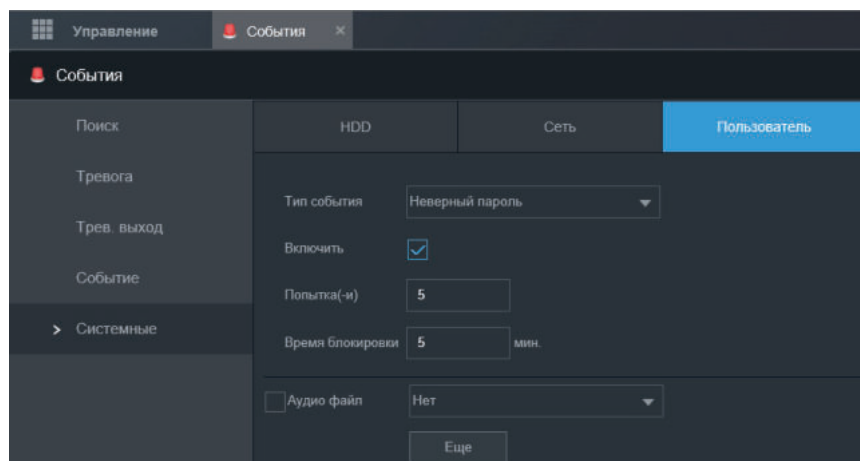 Управление
События ×
События
Поиск
Тревога
Трев. выход
Событие
> Системные
HDD
Сеть
Пользователь
Тип события
Неверный пароль
Включить
Попытка(-и)
5
Время блокировки
5
мин.
Аудио файл
Нет
Еще